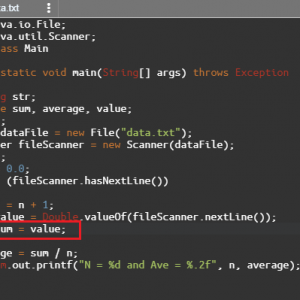 ta.txt
va.io.File;
va.util.Scanner;
ass Main
static void main(String[] args) throws Exception
g str;
e sum, average, value;
;
dataFile = new File("data.txt");
er fileScanner = new Scanner(dataFile);
;
0.0;
(fileScanner.hasNextLine())
= n + 1;
alue = Double.valueOf(fileScanner.nextLine());
um = value;
ge = sum / n;
m.out.printf("N = %d and Ave = %.2f", n, average);